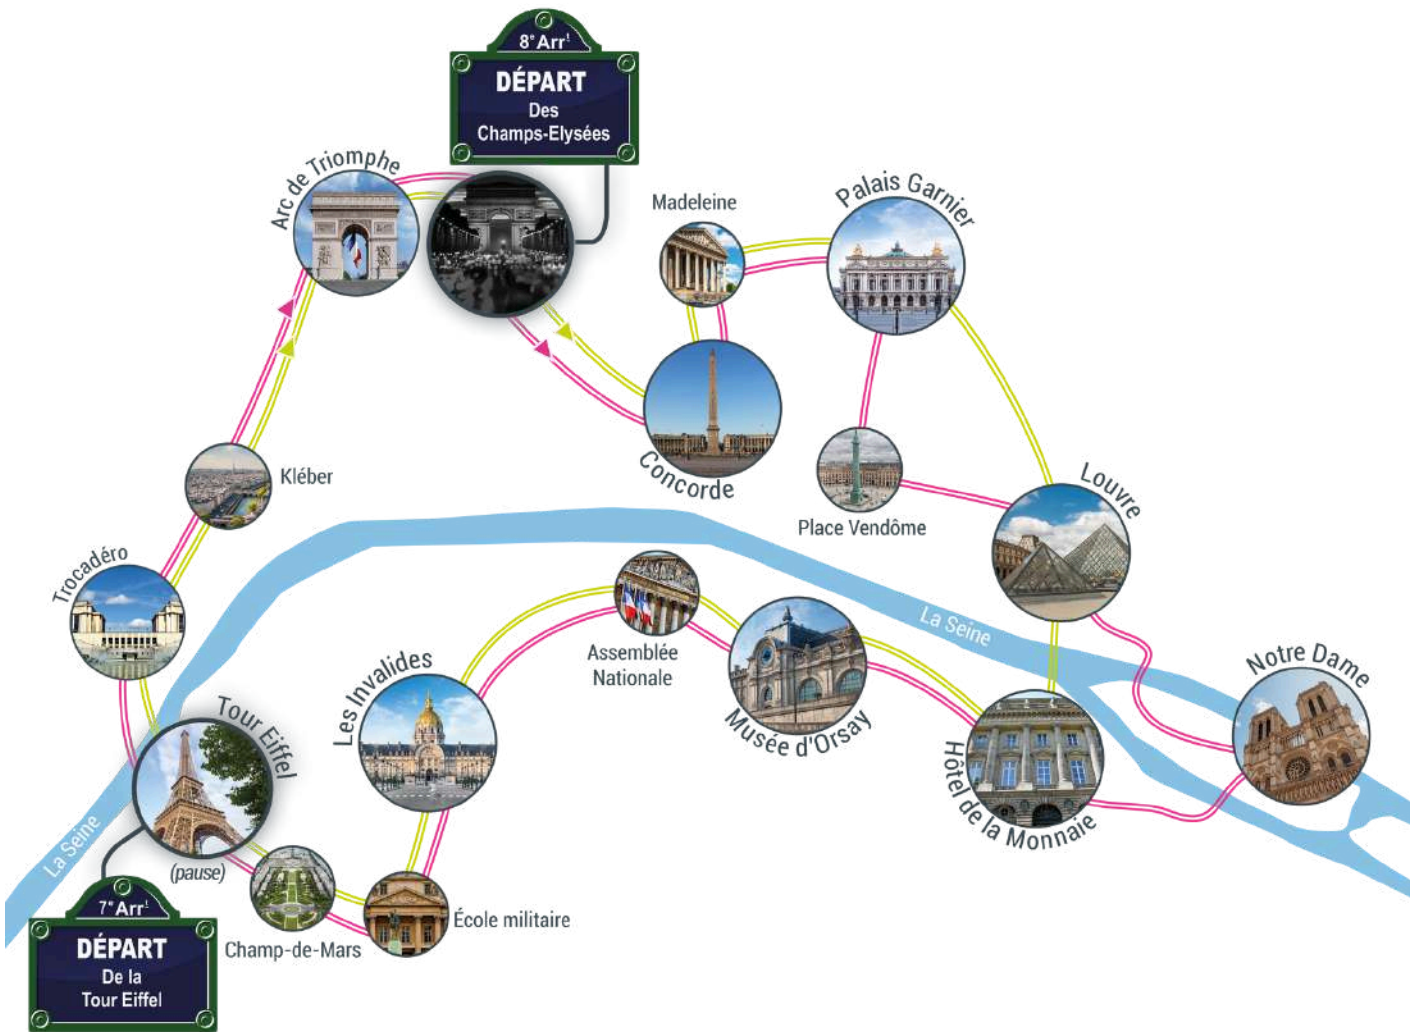 8e Arrt
DÉPART
Des
Champs-Elysées
Arc de Triomphe
Madeleine
Palais Garnier
Concorde
Kléber
Place Vendôme
Louvre
Trocadéro
La Seine
Assemblée
Nationale
Les Invalides
Musée d'Orsay
Notre Dame
Tour Eiffel
(pause)
Hôtel de la Monnaie
La Seine
École militaire
Champ-de-Mars
7e Arrt
DÉPART
De la
Tour Eiffel